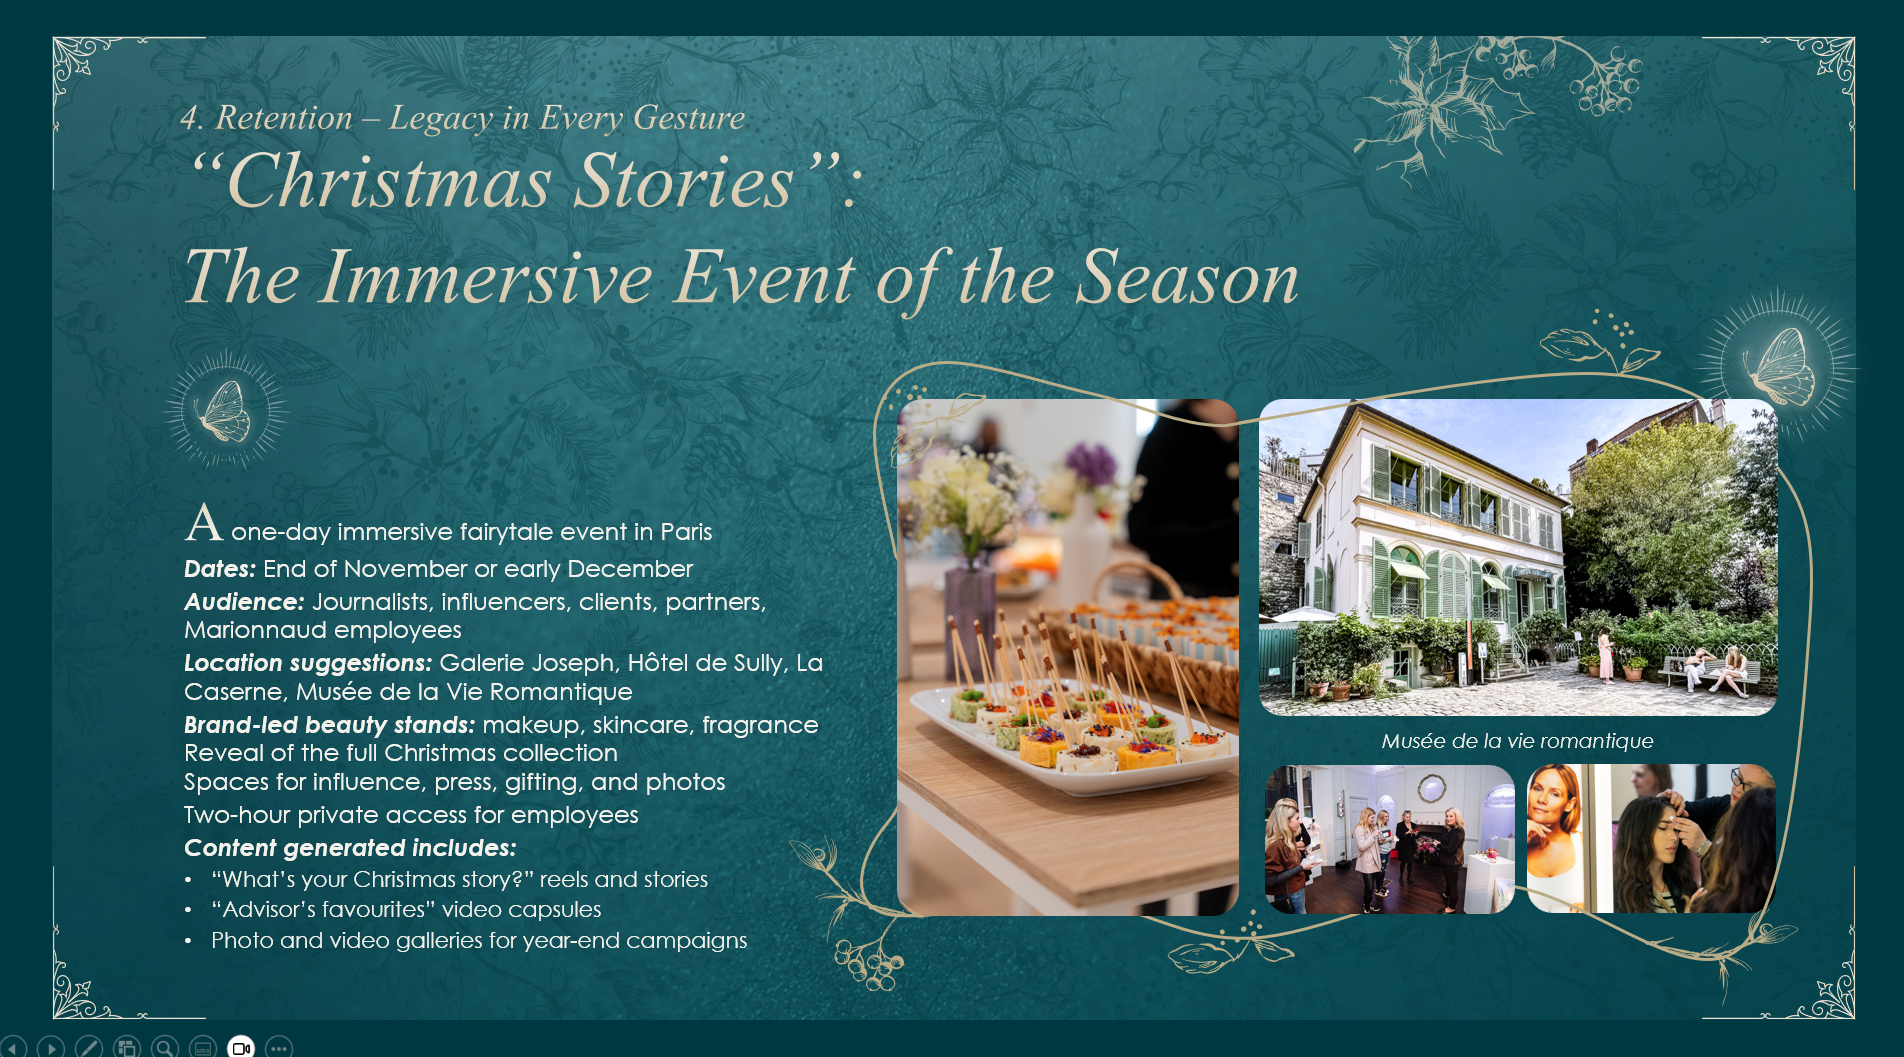 4. Retention – Legacy in Every Gesture
“Christmas Stories”:
The Immersive Event of the Season
A one-day immersive fairytale event in Paris
Dates: End of November or early December
Audience: Journalists, influencers, clients, partners,
Marionnaud employees
Location suggestions: Galerie Joseph, Hôtel de Sully, La
Caserne, Musée de la Vie Romantique
Brand-led beauty stands: makeup, skincare, fragrance
Reveal of the full Christmas collection
Spaces for influence, press, gifting, and photos
Two-hour private access for employees
Content generated includes:
• “What’s your Christmas story?” reels and stories
• “Advisor’s favourites” video capsules
• Photo and video galleries for year-end campaigns
Musée de la vie romantique